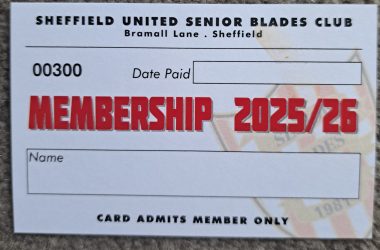 SHEFFIELD UNITED SENIOR BLADES CLUB
Bramall Lane . Sheffield
00300
Date Paid
MEMBERSHIP 2025/26
Name
1981
CARD ADMITS MEMBER ONLY